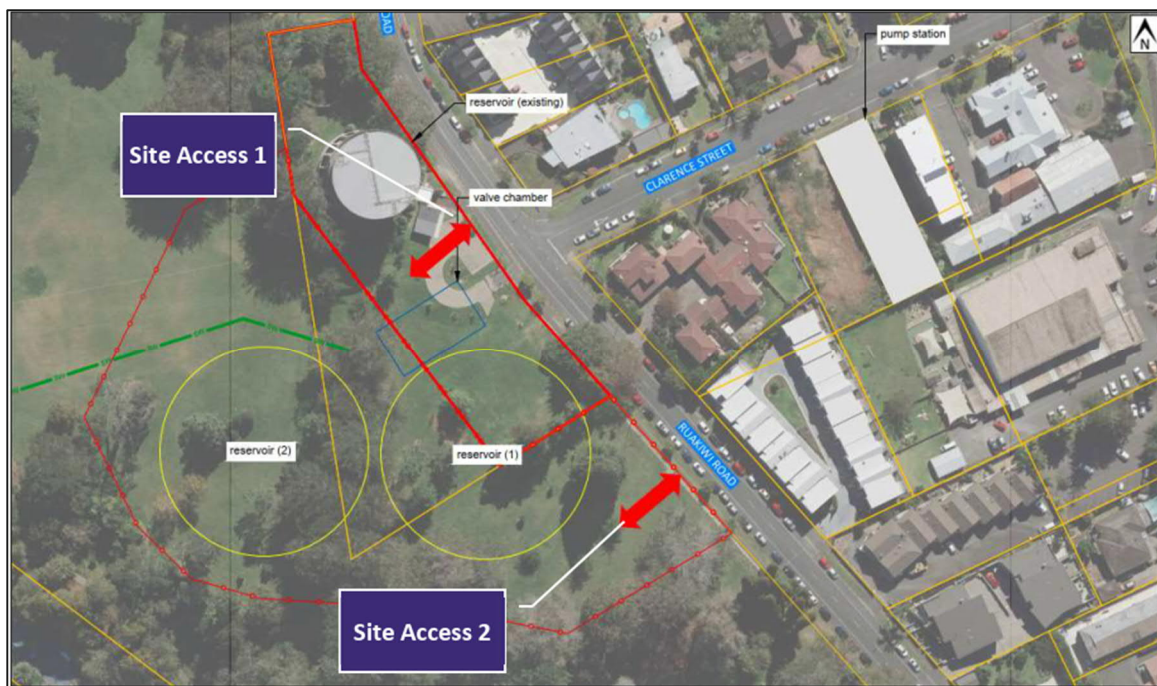 OAD
pump station
N
reservoir (existing)
Site Access 1
CLARENCE STREET
valve chamber
RUAKIWI ROAD
reservoir (2)
reservoir (1)
Site Access 2